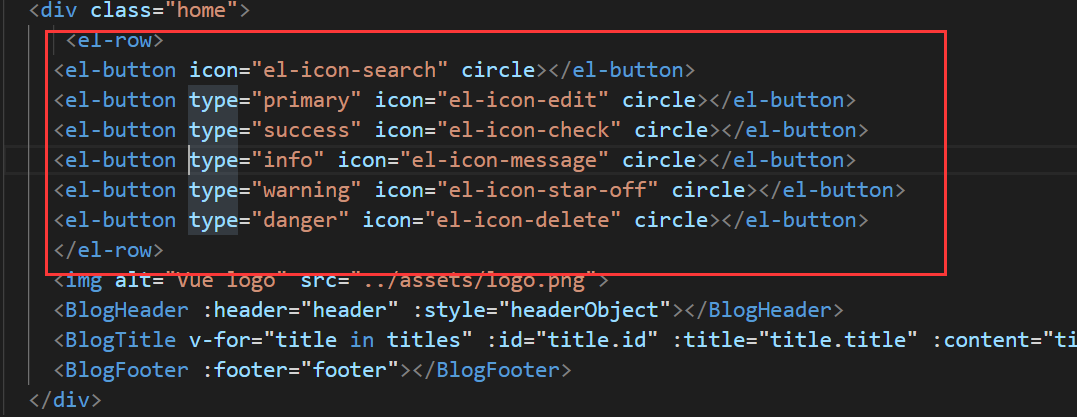 <div class="home">
<el-row>
<el-button icon="el-icon-search" circle></el-button>
<el-button type="primary" icon="el-icon-edit" circle></el-button>
<el-button type="success" icon="el-icon-check" circle></el-button>
<el-button type="info" icon="el-icon-message" circle></el-button>
<el-button type="warning" icon="el-icon-star-off" circle></el-button>
<el-button type="danger" icon="el-icon-delete" circle></el-button>
</el-row>
<img alt="Vue logo" src="../assets/logo.png">
<BlogHeader :header="header" :style="headerObject"></BlogHeader>
<BlogTitle v-for="title in titles" :id="title.id" :title="title.title" :content="ti
<BlogFooter :footer="footer"></BlogFooter>
</div>